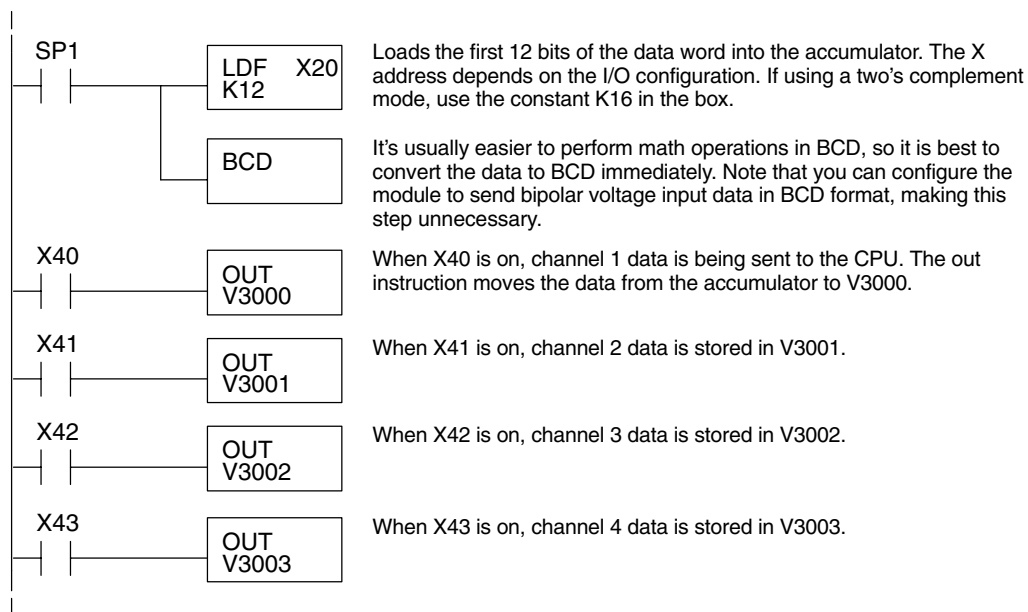 SP1
LDF X20
K12
Loads the first 12 bits of the data word into the accumulator. The X
address depends on the I/O configuration. If using a two's complement
mode, use the constant K16 in the box.
BCD
It's usually easier to perform math operations in BCD, so it is best to
convert the data to BCD immediately. Note that you can configure the
module to send bipolar voltage input data in BCD format, making this
step unnecessary.
X40
OUT
V3000
When X40 is on, channel 1 data is being sent to the CPU. The out
instruction moves the data from the accumulator to V3000.
X41
OUT
V3001
When X41 is on, channel 2 data is stored in V3001.
X42
OUT
V3002
When X42 is on, channel 3 data is stored in V3002.
X43
OUT
V3003
When X43 is on, channel 4 data is stored in V3003.